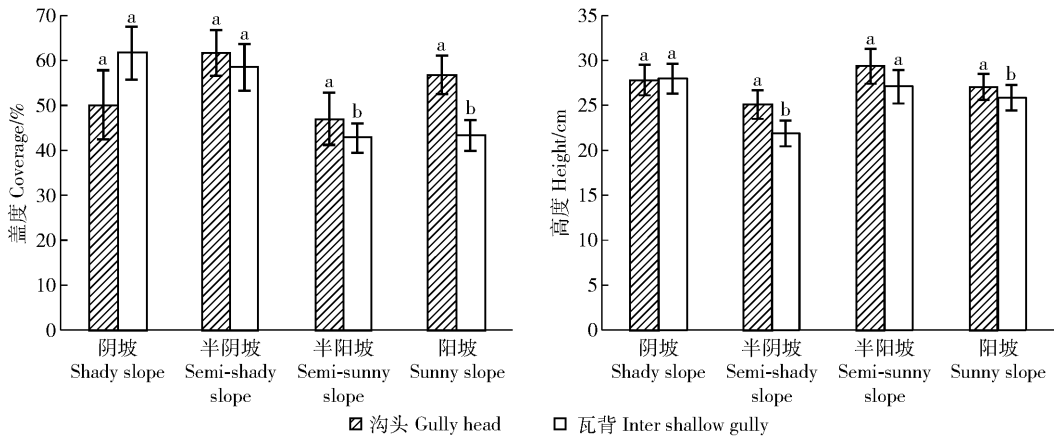 盖度 Coverage/%
70
60
50
40
30
20
10
0
a a a a a b a b
阴坡 半阴坡 半阳坡 阳坡
Shady slope Semi-shady Semi-sunny Sunny slope
slope slope
高度 Height/cm
35
30
25
20
15
10
5
0
a a a b a a a b
阴坡 半阴坡 半阳坡 阳坡
Shady slope Semi-shady Semi-sunny Sunny slope
slope slope
沟头 Gully head 瓦背 Inter shallow gully